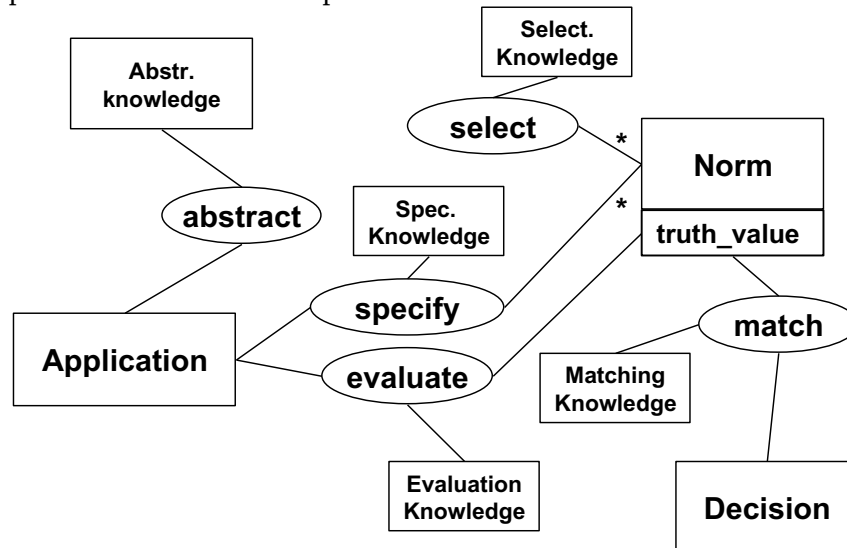 Select.
Knowledge
Abstr.
knowledge
select
*
Norm
*
abstract
Spec.
Knowledge
truth_value
specify
match
Application
evaluate
Matching
Knowledge
Evaluation
Knowledge
Decision